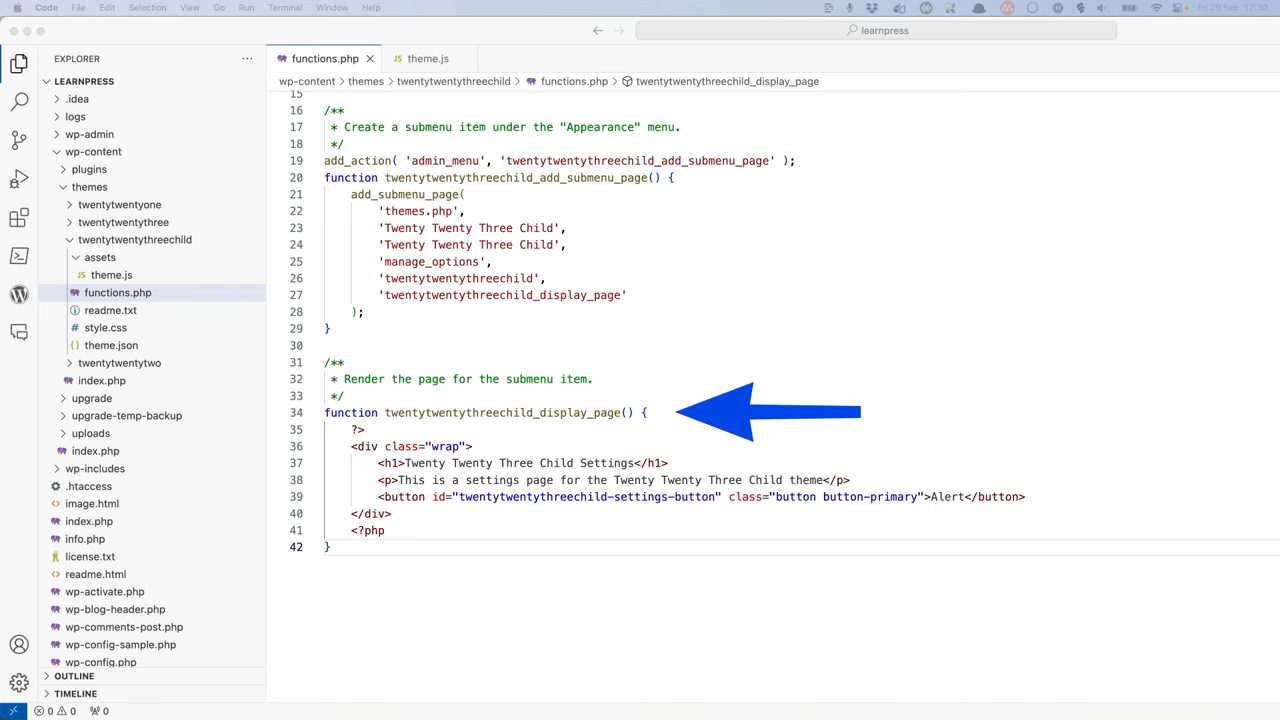 Code File Edit Selection View Go Run Terminal Window Help Fri 29 Sep 17:30
learnpress
EXPLORER
LEARNPRESS
.idea
logs
wp-admin
wp-content
plugins
themes
twentytwentyone
twentytwentythree
twentytwentythreechild
assets
JS theme.js
functions.php
readme.txt
# style.css
{} theme.json
twentytwentytwo
index.php
upgrade
upgrade-temp-backup
uploads
index.php
wp-includes
.htaccess
image.html
index.php
info.php
license.txt
readme.html
wp-activate.php
wp-blog-header.php
wp-comments-post.php
wp-config-sample.php
wp-config.php
OUTLINE
TIMELINE
functions.php JS theme.js
wp-content > themes > twentytwentythreechild > functions.php > twentytwentythreechild_display_page
15
16 /**
17 * Create a submenu item under the "Appearance" menu.
18 */
19 add_action( 'admin_menu', 'twentytwentythreechild_add_submenu_page' );
20 function twentytwentythreechild_add_submenu_page() {
21 add_submenu_page(
22 'themes.php',
23 'Twenty Twenty Three Child',
24 'Twenty Twenty Three Child',
25 'manage_options',
26 'twentytwentythreechild',
27 'twentytwentythreechild_display_page'
28 );
29 }
30
31 /**
32 * Render the page for the submenu item.
33 */
34 function twentytwentythreechild_display_page() {
35 ?>
36 <div class="wrap">
37 <h1>Twenty Twenty Three Child Settings</h1>
38 <p>This is a settings page for the Twenty Twenty Three Child theme</p>
39 <button id="twentytwentythreechild-settings-button" class="button button-primary">Alert</button>
40 </div>
41 <?php
42 }
0 0 0